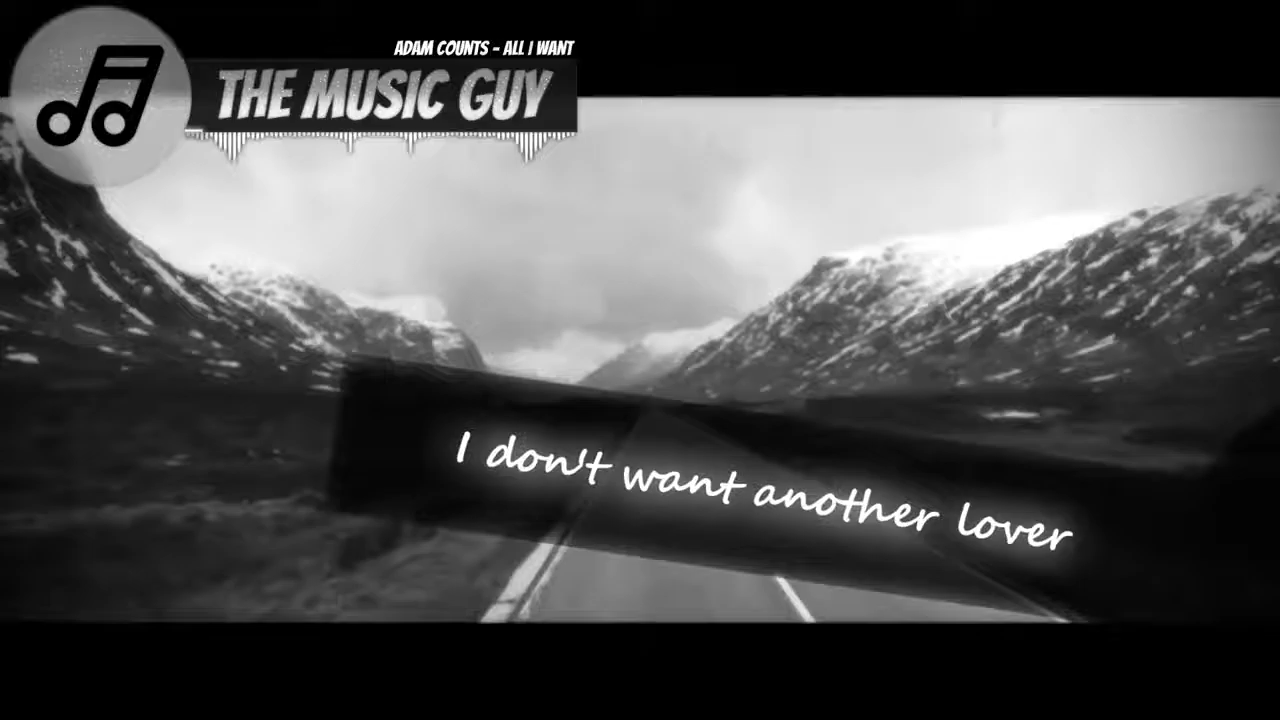 ADAM COUNTS - ALL I WANT
THE MUSIC GUY
I don't want another lover